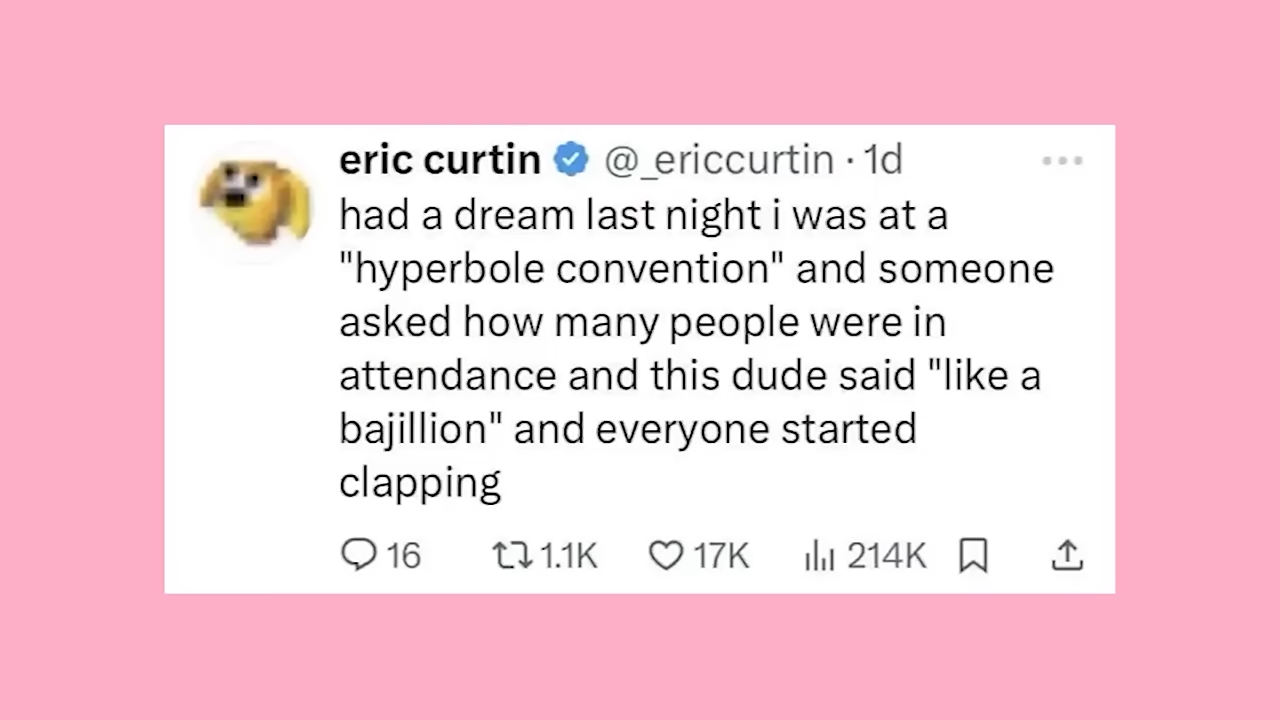 eric curtin @_ericcurtin · 1d
had a dream last night i was at a
"hyperbole convention" and someone
asked how many people were in
attendance and this dude said "like a
bajillion" and everyone started
clapping
16 1.1K 17K 214K